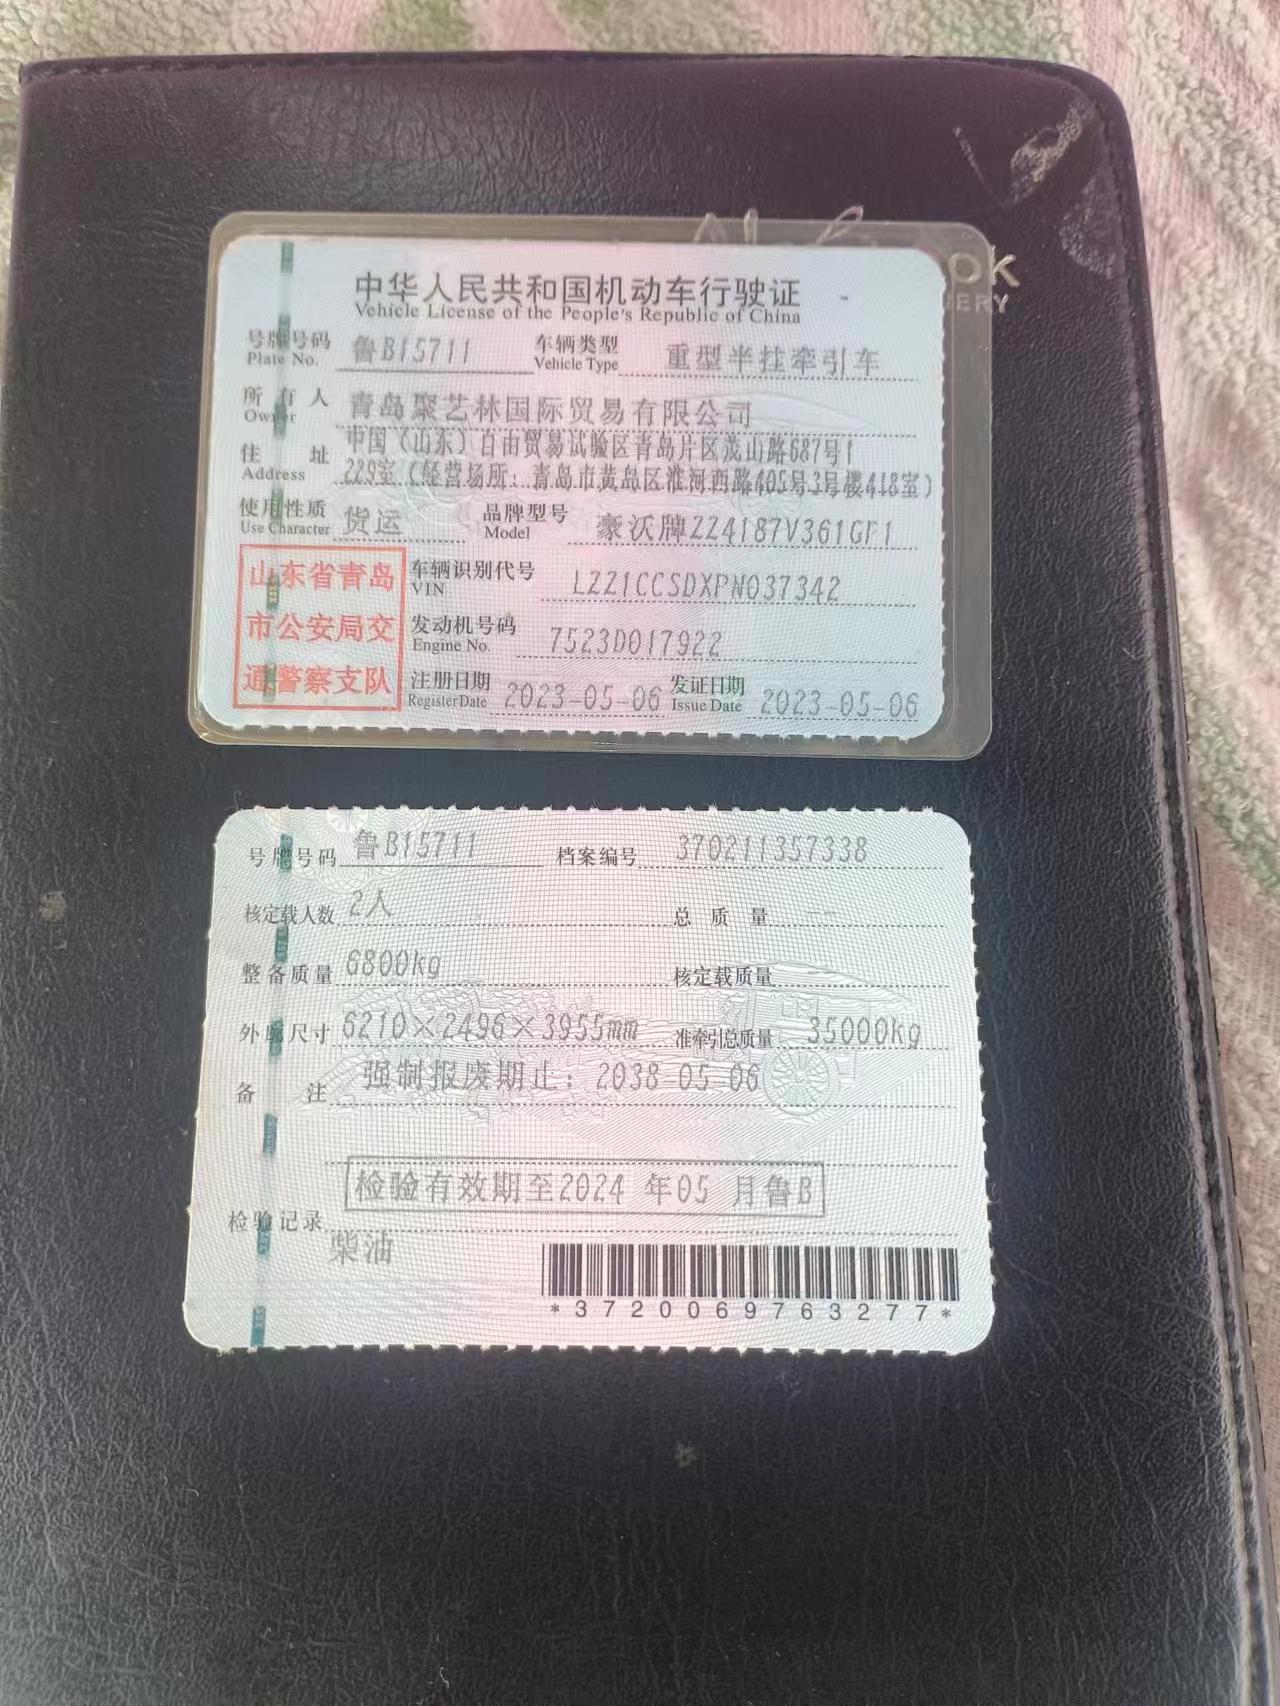 OK
ERY
中华人民共和国机动车行驶证
Vehicle License of the People's Republic of China
号牌号码 鲁B15711 车辆类型 重型半挂牵引车
Plate No. Vehicle Type
所有人 青岛聚艺林国际贸易有限公司
Owner
住址 中国（山东）自由贸易试验区青岛片区茂山路687号1
Address 229室（经营场所：青岛市黄岛区淮河西路405号3号楼418室）
使用性质 货运 品牌型号 豪沃牌ZZ4187V361GF1
Use Character Model
山东省青岛
市公安局交
通警察支队
车辆识别代号 LZZ1CCSDXPN037342
VIN
发动机号码 7523D017922
Engine No.
注册日期 2023-05-06 发证日期 2023-05-06
Register Date Issue Date
号牌号码 鲁B15711 档案编号 370211357338
核定载人数 2人 总质量 --
整备质量 6800kg 核定载质量 --
外廓尺寸 6210×2496×3955mm 准牵引总质量 35000kg
备注 强制报废期止：2038-05-06
检验有效期至2024 年05 月鲁B
检验记录
柴油
*3720069763277*